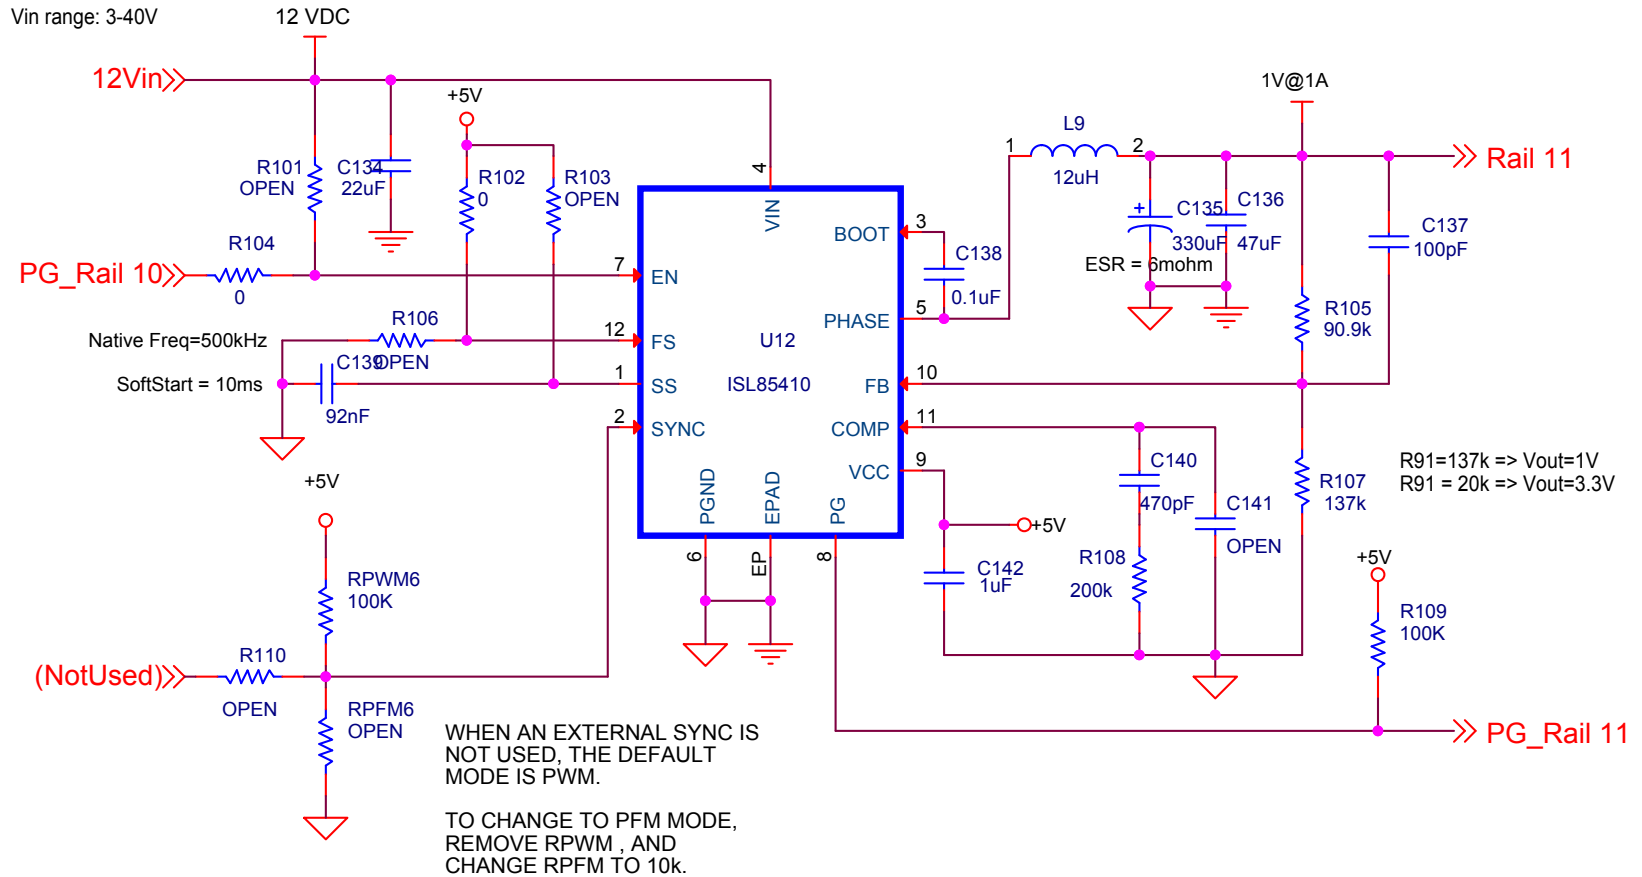 Vin range: 3-40V
12 VDC
12Vin
+5V
1V@1A
L9
1
2
12uH
Rail 11
R101
OPEN
C134
22uF
R102
0
R103
OPEN
4
VIN
BOOT
3
C138
0.1uF
C135
330uF
ESR = 6mohm
C136
47uF
C137
100pF
R104
0
PG_Rail 10
7
EN
PHASE
5
R105
90.9k
Native Freq=500kHz
R106
OPEN
12
FS
U12
ISL85410
SoftStart = 10ms
C139
92nF
1
SS
FB
10
2
SYNC
COMP
11
VCC
9
PGND
EPAD
PG
6
EP
8
C140
470pF
C141
OPEN
R107
137k
R91=137k => Vout=1V
R91 = 20k => Vout=3.3V
+5V
C142
1uF
R108
200k
+5V
R109
100K
+5V
RPWM6
100K
(NotUsed)
R110
OPEN
RPFM6
OPEN
PG_Rail 11
WHEN AN EXTERNAL SYNC IS
NOT USED, THE DEFAULT
MODE IS PWM.
TO CHANGE TO PFM MODE,
REMOVE RPWM , AND
CHANGE RPFM TO 10k.